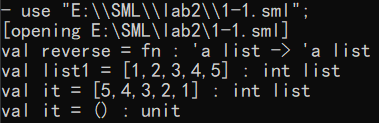 - use "E:\\SML\\lab2\\1-1.sml";
[opening E:\SML\lab2\1-1.sml]
val reverse = fn : 'a list -> 'a list
val list1 = [1,2,3,4,5] : int list
val it = [5,4,3,2,1] : int list
val it = () : unit